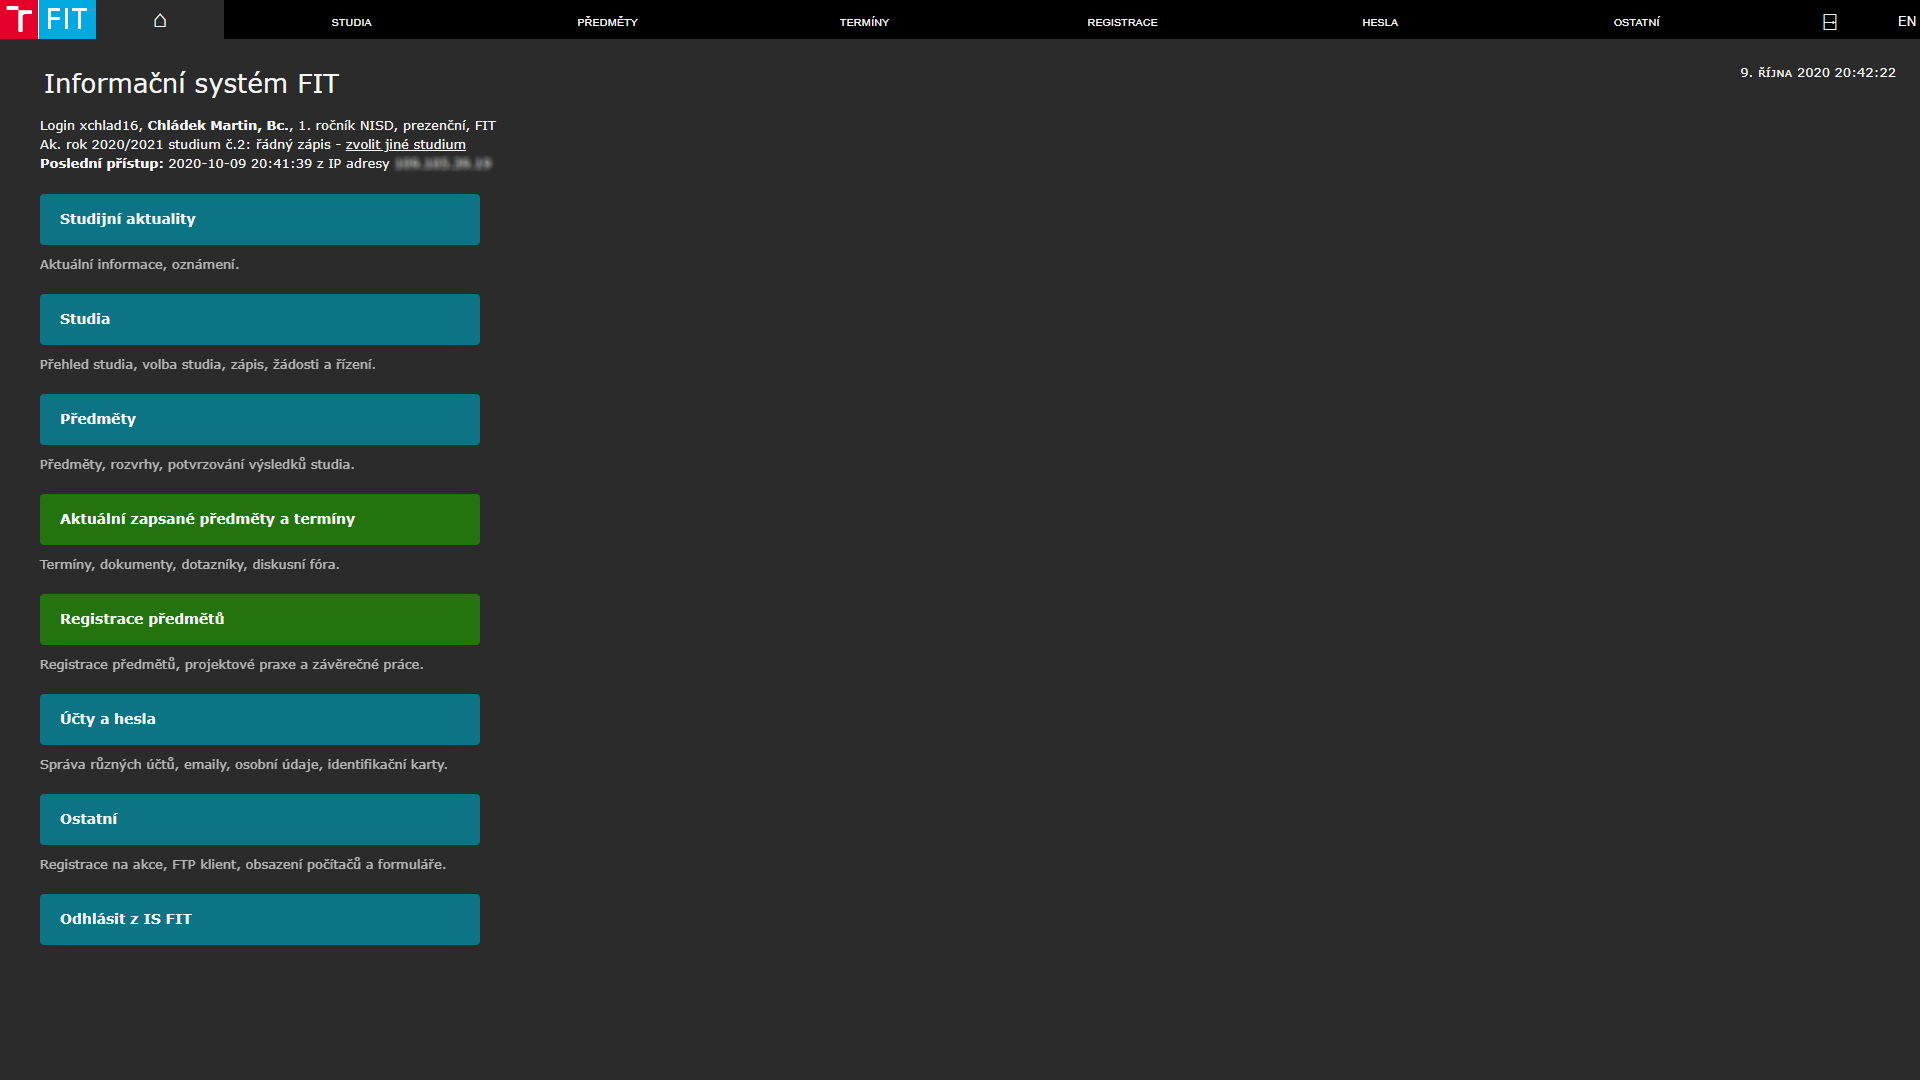 T FIT
STUDIA PŘEDMĚTY TERMÍNY REGISTRACE HESLA OSTATNÍ EN
Informační systém FIT
9. ŘÍJNA 2020 20:42:22
Login xchlad16, Chládek Martin, Bc., 1. ročník NISD, prezenční, FIT
Ak. rok 2020/2021 studium č.2: řádný zápis - zvolit jiné studium
Poslední přístup: 2020-10-09 20:41:39 z IP adresy
Studijní aktuality
Aktuální informace, oznámení.
Studia
Přehled studia, volba studia, zápis, žádosti a řízení.
Předměty
Předměty, rozvrhy, potvrzování výsledků studia.
Aktuální zapsané předměty a termíny
Termíny, dokumenty, dotazníky, diskusní fóra.
Registrace předmětů
Registrace předmětů, projektové praxe a závěrečné práce.
Účty a hesla
Správa různých účtů, emaily, osobní údaje, identifikační karty.
Ostatní
Registrace na akce, FTP klient, obsazení počítačů a formuláře.
Odhlásit z IS FIT